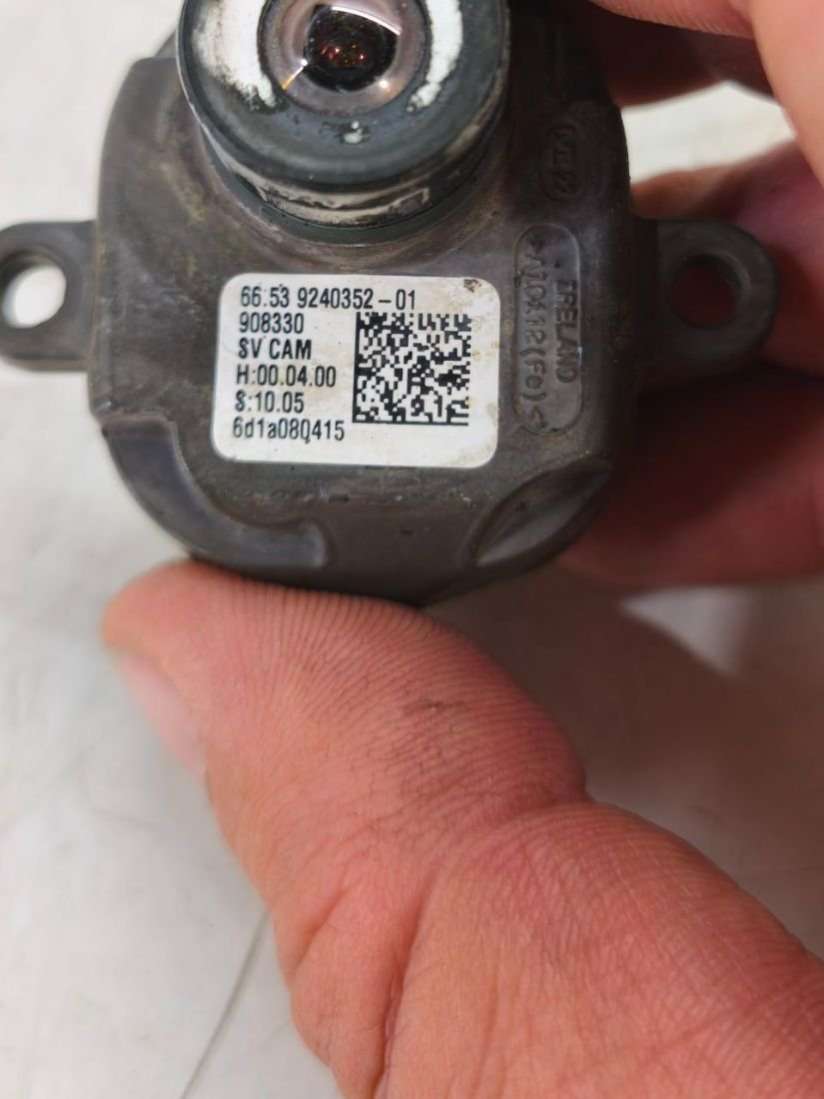 66.53 9240352-01
908330
SV CAM
H:00.04.00
S:10.05
6d1a080415
IRELAND